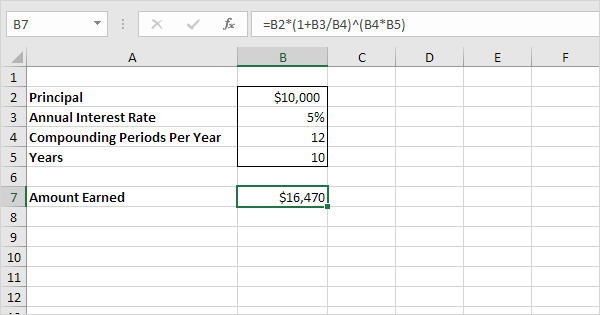 B7 fx =B2*(1+B3/B4)^(B4*B5)
A B C D E F
1
2 Principal $10,000
3 Annual Interest Rate 5%
4 Compounding Periods Per Year 12
5 Years 10
6
7 Amount Earned $16,470
8
9
10
11
12